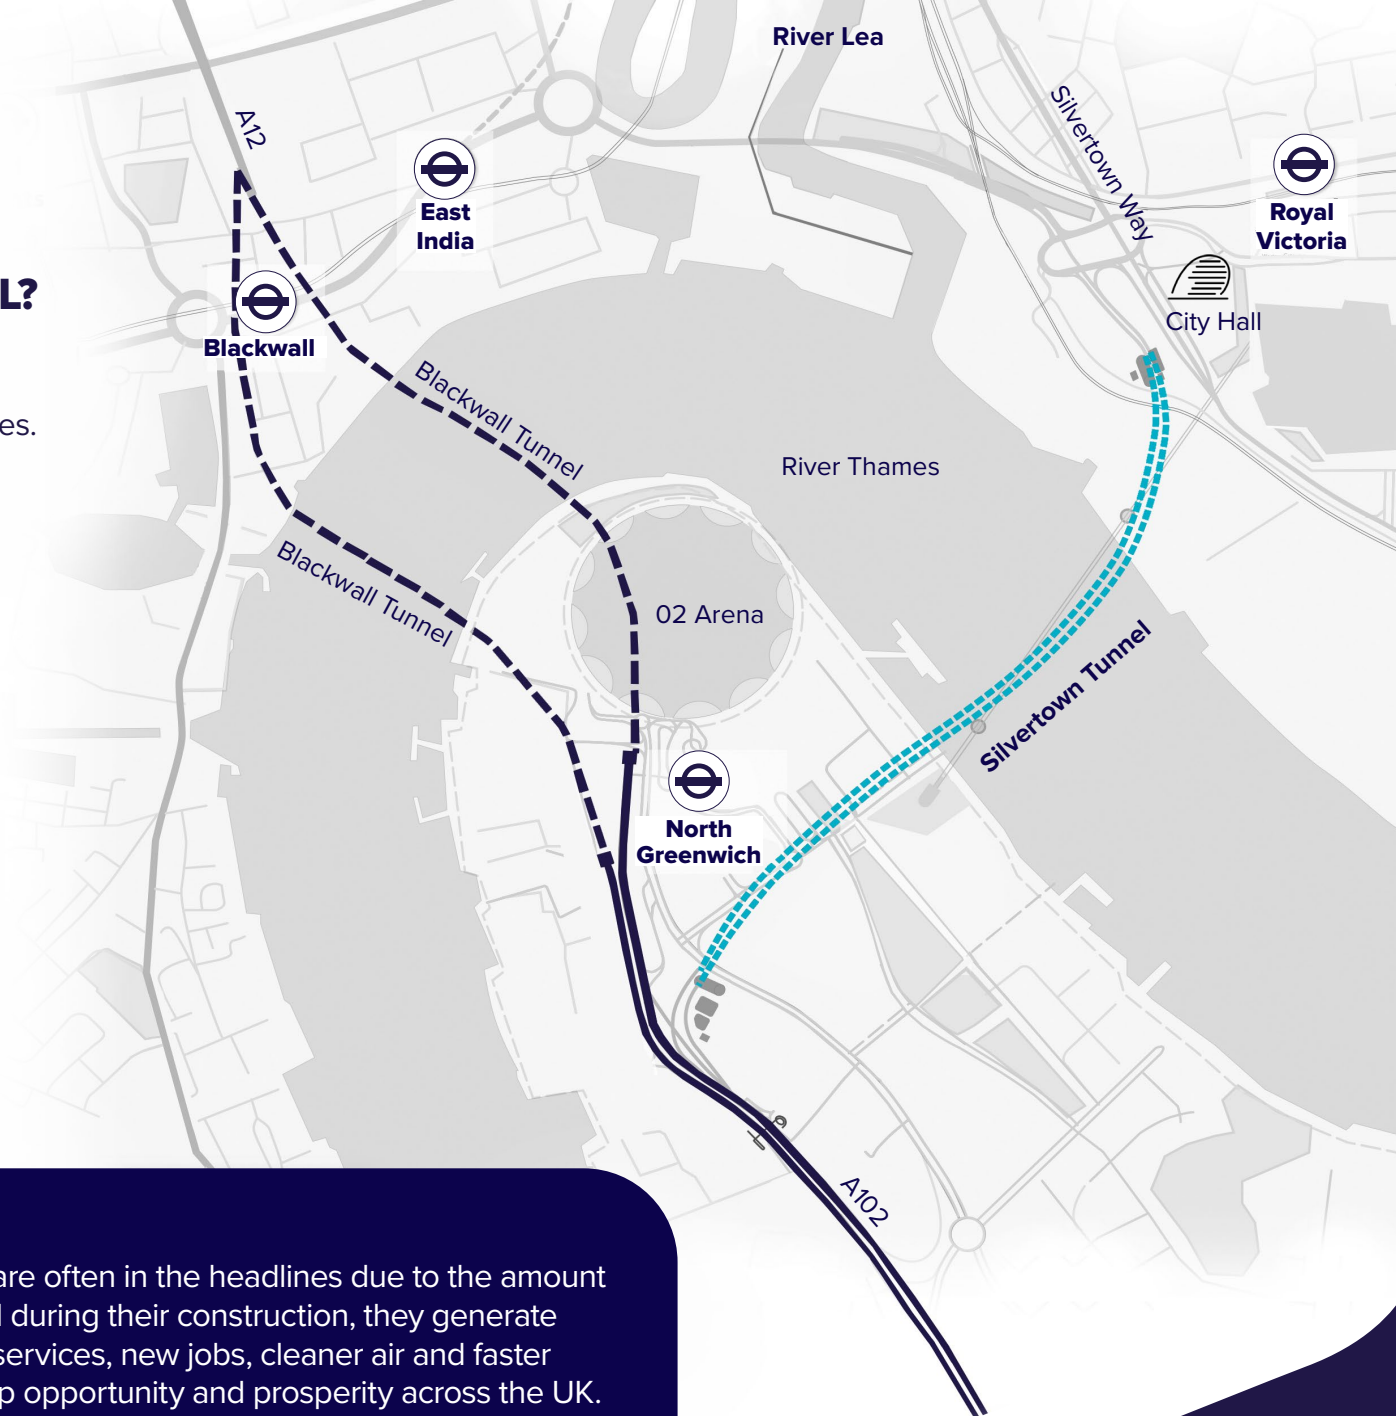 River Lea
A12
Silvertown Way
East
India
Royal
Victoria
L?
City Hall
Blackwall
Blackwall Tunnel
es.
River Thames
Blackwall Tunnel
02 Arena
Silvertown Tunnel
North
Greenwich
A102
are often in the headlines due to the amount
during their construction, they generate
services, new jobs, cleaner air and faster
p opportunity and prosperity across the UK.